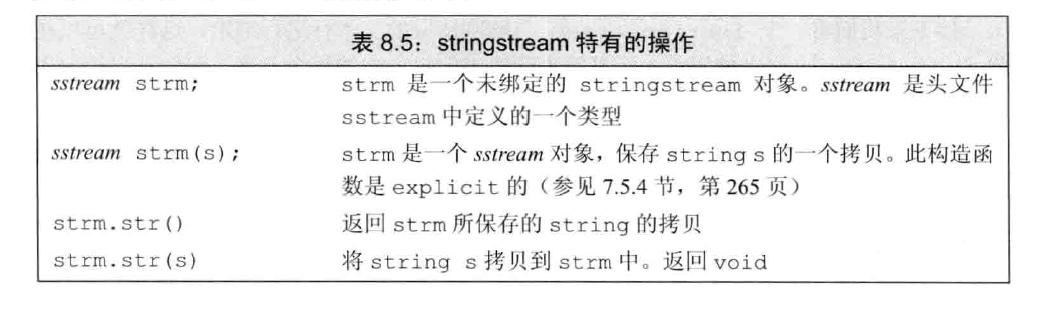 表 8.5：stringstream 特有的操作
sstream strm; strm 是一个未绑定的 stringstream 对象。sstream 是头文件
sstream 中定义的一个类型
sstream strm(s); strm 是一个 sstream 对象，保存 string s 的一个拷贝。此构造函
数是 explicit 的（参见 7.5.4 节，第 265 页）
strm.str() 返回 strm 所保存的 string 的拷贝
strm.str(s) 将 string s 拷贝到 strm 中。返回 void